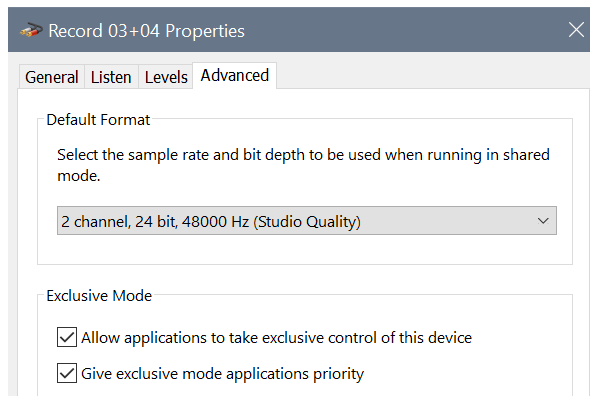 Record 03+04 Properties
General Listen Levels Advanced
Default Format
Select the sample rate and bit depth to be used when running in shared
mode.
2 channel, 24 bit, 48000 Hz (Studio Quality)
Exclusive Mode
Allow applications to take exclusive control of this device
Give exclusive mode applications priority